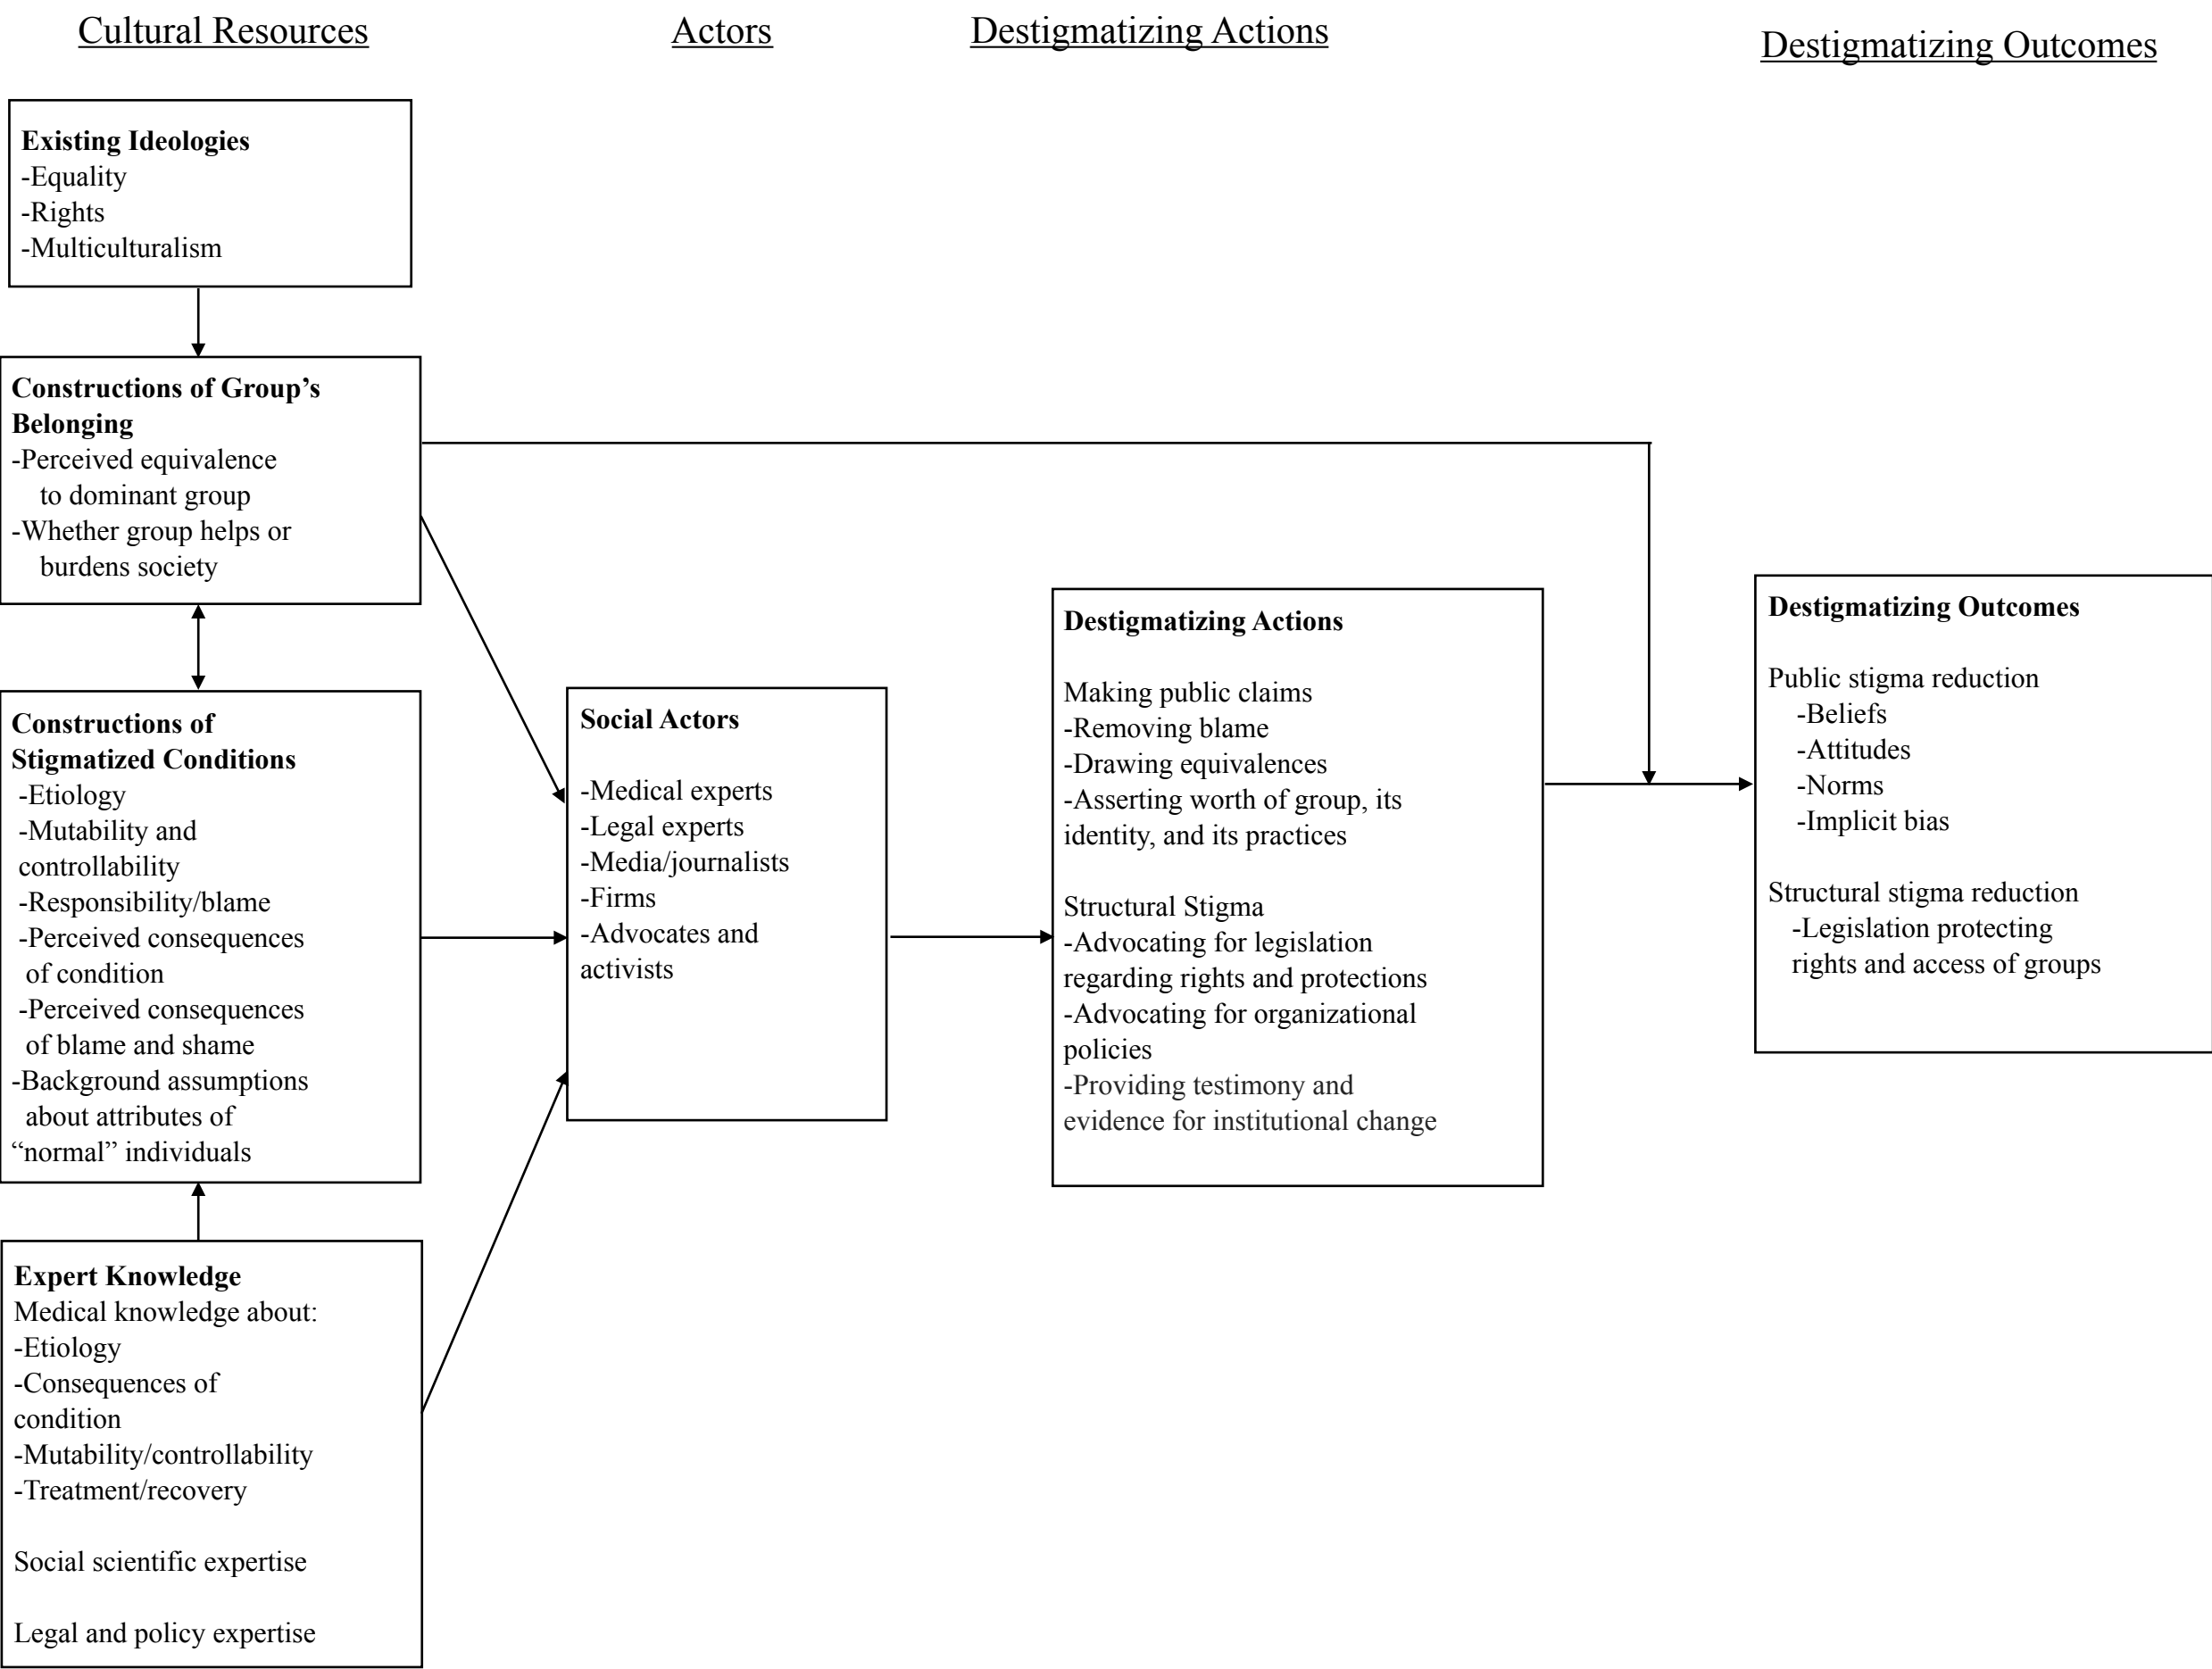 Cultural Resources
Actors
Destigmatizing Actions
Destigmatizing Outcomes
Existing Ideologies
-Equality
-Rights
-Multiculturalism
Constructions of Group’s
Belonging
-Perceived equivalence
to dominant group
-Whether group helps or
burdens society
Constructions of
Stigmatized Conditions
-Etiology
-Mutability and
controllability
-Responsibility/blame
-Perceived consequences
of condition
-Perceived consequences
of blame and shame
-Background assumptions
about attributes of
“normal” individuals
Expert Knowledge
Medical knowledge about:
-Etiology
-Consequences of
condition
-Mutability/controllability
-Treatment/recovery
Social scientific expertise
Legal and policy expertise
Social Actors
-Medical experts
-Legal experts
-Media/journalists
-Firms
-Advocates and
activists
Destigmatizing Actions
Making public claims
-Removing blame
-Drawing equivalences
-Asserting worth of group, its
identity, and its practices
Structural Stigma
-Advocating for legislation
regarding rights and protections
-Advocating for organizational
policies
-Providing testimony and
evidence for institutional change
Destigmatizing Outcomes
Public stigma reduction
-Beliefs
-Attitudes
-Norms
-Implicit bias
Structural stigma reduction
-Legislation protecting
rights and access of groups